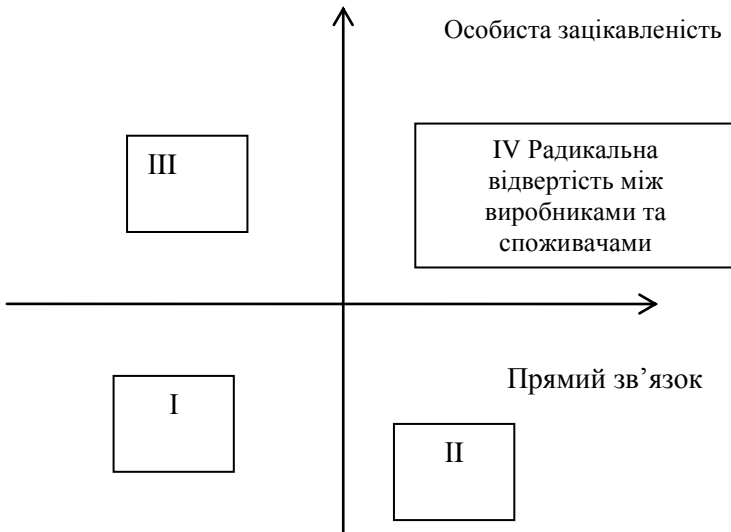 Особиста зацікавленість
III
IV Радикальна
відвертість між
виробниками та
споживачами
Прямий зв’язок
I
II